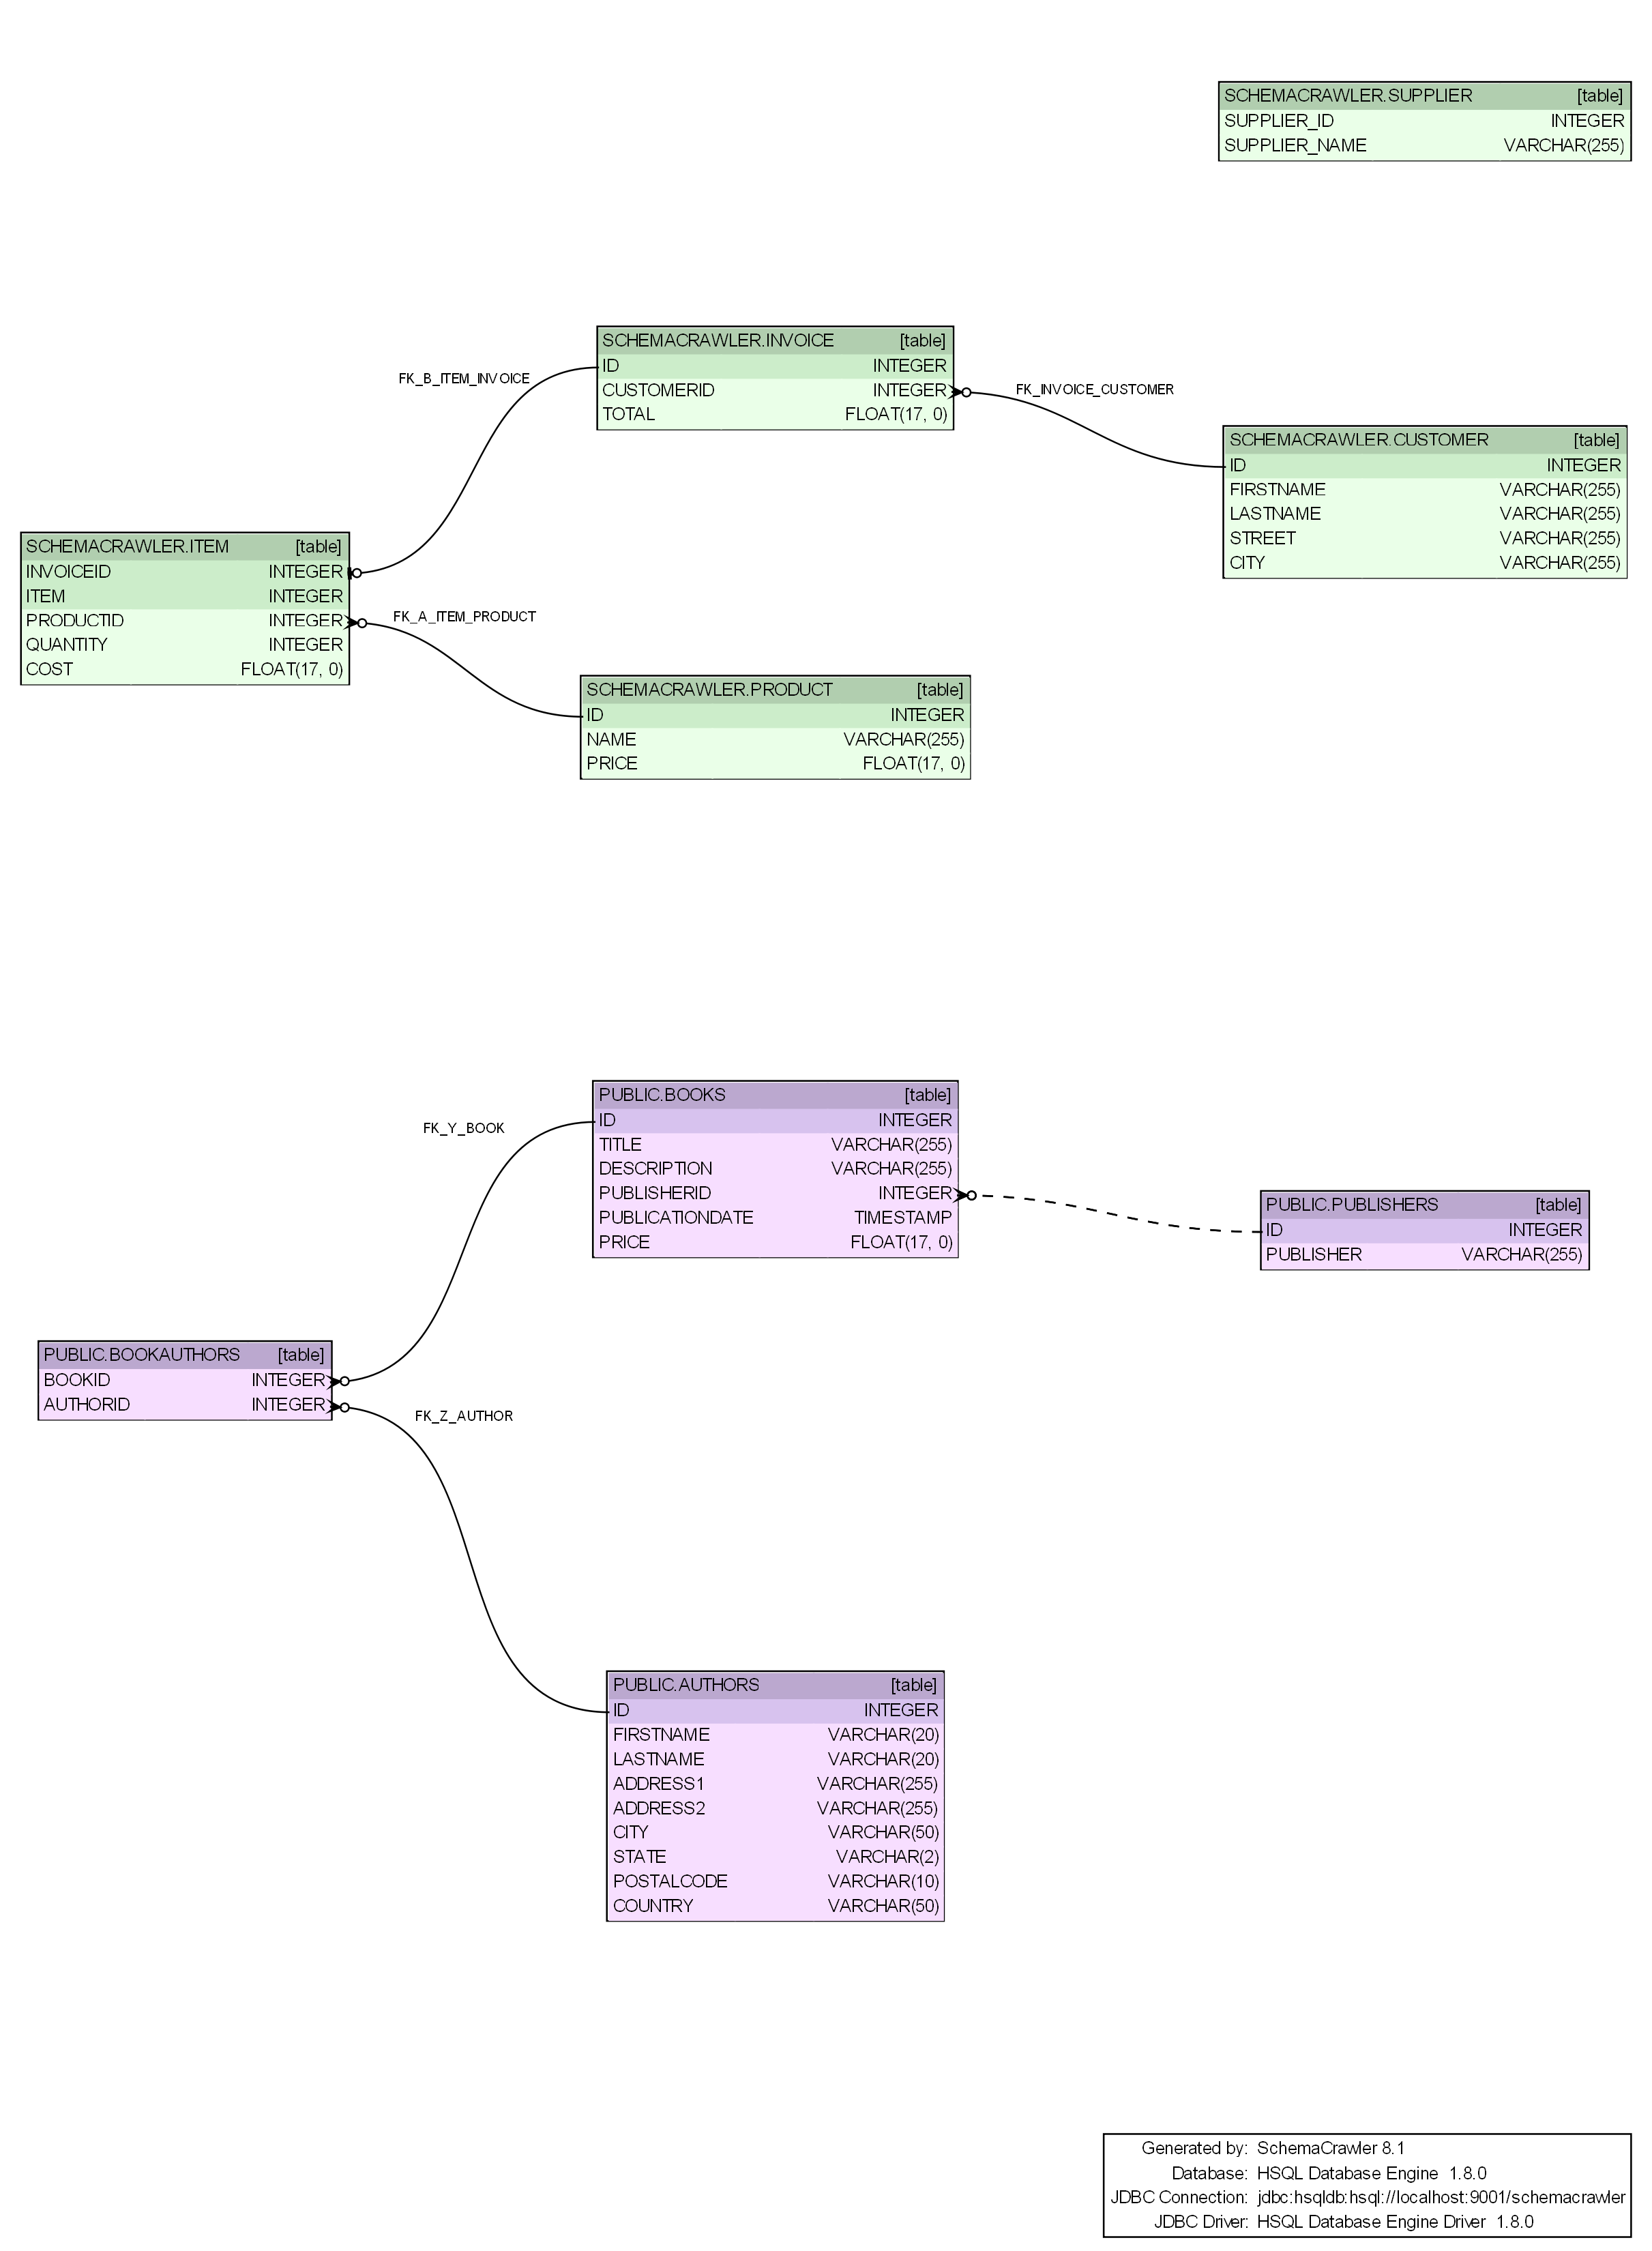 SCHEMACRAWLER.SUPPLIER [table]
SUPPLIER_ID INTEGER
SUPPLIER_NAME VARCHAR(255)
SCHEMACRAWLER.INVOICE [table]
ID INTEGER
CUSTOMERID INTEGER
TOTAL FLOAT(17, 0)
FK_B_ITEM_INVOICE
FK_INVOICE_CUSTOMER
SCHEMACRAWLER.CUSTOMER [table]
ID INTEGER
FIRSTNAME VARCHAR(255)
LASTNAME VARCHAR(255)
STREET VARCHAR(255)
CITY VARCHAR(255)
SCHEMACRAWLER.ITEM [table]
INVOICEID INTEGER
ITEM INTEGER
PRODUCTID INTEGER
QUANTITY INTEGER
COST FLOAT(17, 0)
FK_A_ITEM_PRODUCT
SCHEMACRAWLER.PRODUCT [table]
ID INTEGER
NAME VARCHAR(255)
PRICE FLOAT(17, 0)
PUBLIC.BOOKS [table]
ID INTEGER
TITLE VARCHAR(255)
DESCRIPTION VARCHAR(255)
PUBLISHERID INTEGER
PUBLICATIONDATE TIMESTAMP
PRICE FLOAT(17, 0)
FK_Y_BOOK
PUBLIC.PUBLISHERS [table]
ID INTEGER
PUBLISHER VARCHAR(255)
PUBLIC.BOOKAUTHORS [table]
BOOKID INTEGER
AUTHORID INTEGER
FK_Z_AUTHOR
PUBLIC.AUTHORS [table]
ID INTEGER
FIRSTNAME VARCHAR(20)
LASTNAME VARCHAR(20)
ADDRESS1 VARCHAR(255)
ADDRESS2 VARCHAR(255)
CITY VARCHAR(50)
STATE VARCHAR(2)
POSTALCODE VARCHAR(10)
COUNTRY VARCHAR(50)
Generated by: SchemaCrawler 8.1
Database: HSQL Database Engine 1.8.0
JDBC Connection: jdbc:hsqldb:hsql://localhost:9001/schemacrawler
JDBC Driver: HSQL Database Engine Driver 1.8.0